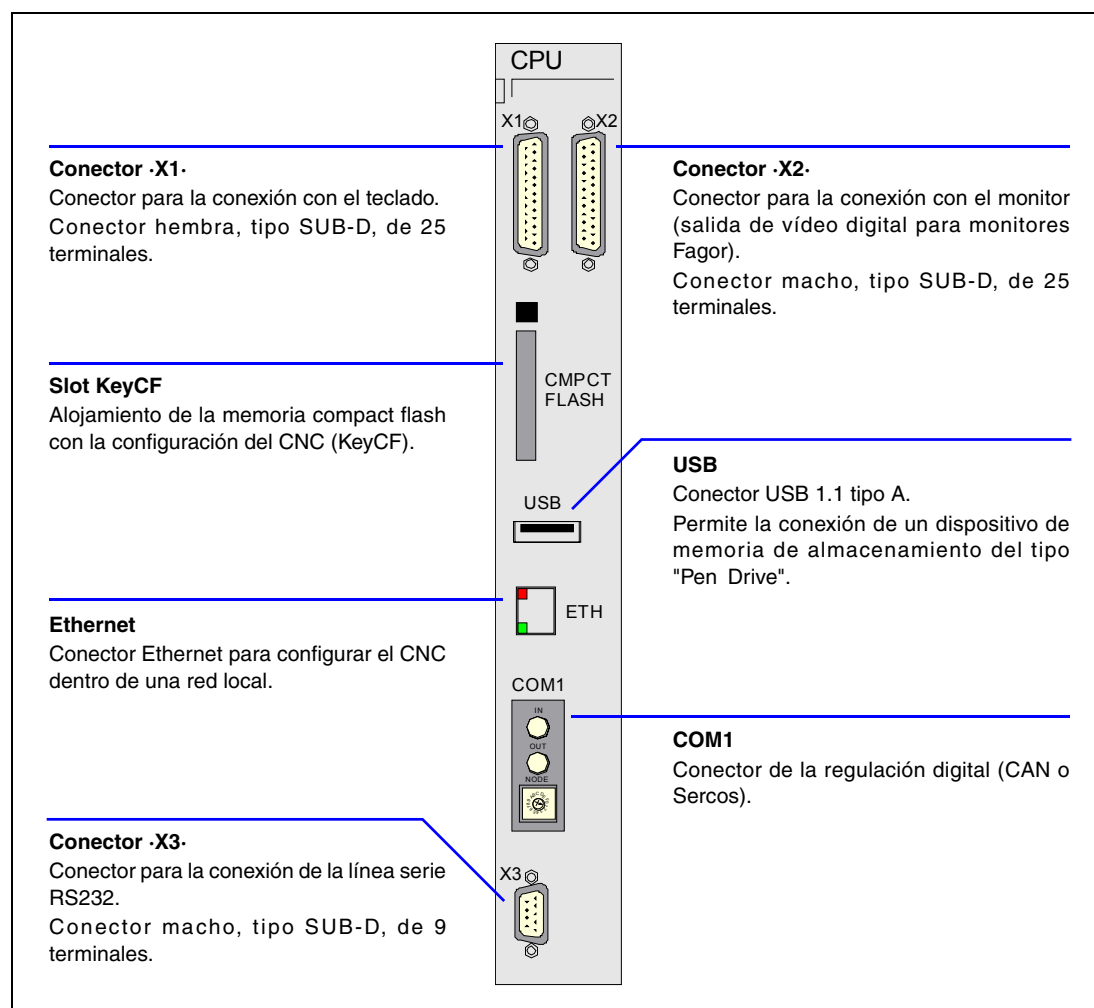 CPU
X1
X2
Conector ·X1·
Conector para la conexión con el teclado.
Conector hembra, tipo SUB-D, de 25
terminales.
Conector ·X2·
Conector para la conexión con el monitor
(salida de vídeo digital para monitores
Fagor).
Conector macho, tipo SUB-D, de 25
terminales.
Slot KeyCF
Alojamiento de la memoria compact flash
con la configuración del CNC (KeyCF).
CMPCT
FLASH
USB
USB
Conector USB 1.1 tipo A.
Permite la conexión de un dispositivo de
memoria de almacenamiento del tipo
"Pen Drive".
Ethernet
Conector Ethernet para configurar el CNC
dentro de una red local.
ETH
COM1
IN
OUT
NODE
COM1
Conector de la regulación digital (CAN o
Sercos).
Conector ·X3·
Conector para la conexión de la línea serie
RS232.
Conector macho, tipo SUB-D, de 9
terminales.
X3